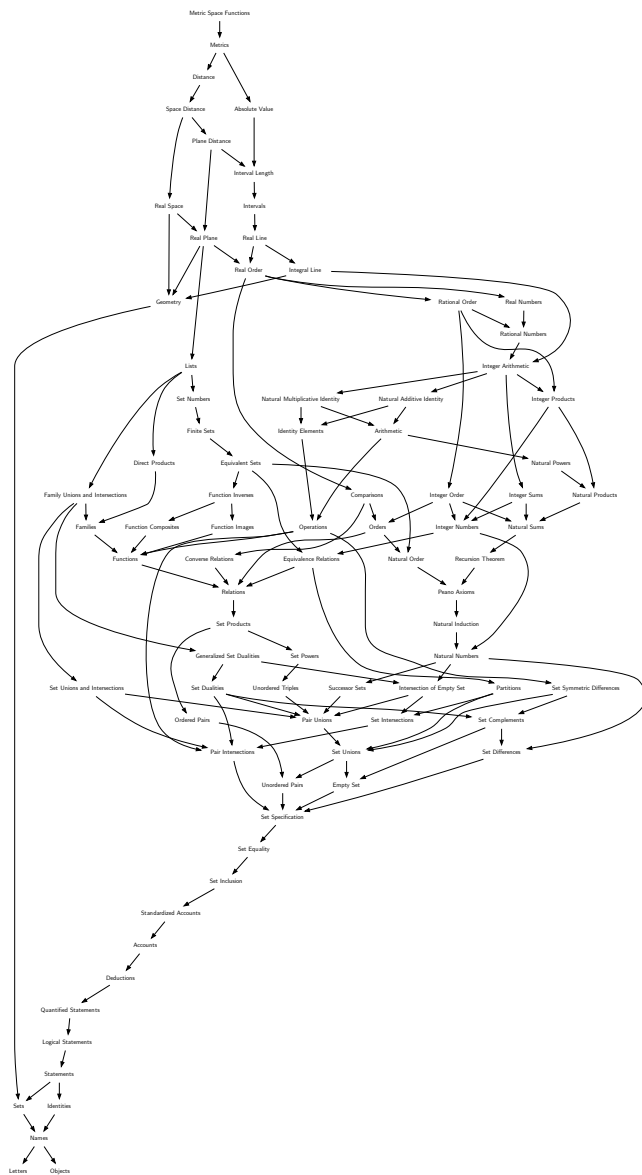 Metric Space Functions
Metrics
Distance
Space Distance
Absolute Value
Plane Distance
Interval Length
Real Space
Intervals
Real Plane
Real Line
Real Order
Integral Line
Geometry
Rational Order
Real Numbers
Rational Numbers
Lists
Integer Arithmetic
Set Numbers
Natural Multiplicative Identity
Natural Additive Identity
Integer Products
Finite Sets
Identity Elements
Arithmetic
Direct Products
Equivalent Sets
Natural Powers
Family Unions and Intersections
Function Inverses
Comparisons
Integer Order
Integer Sums
Natural Products
Families
Function Composites
Function Images
Operations
Orders
Integer Numbers
Natural Sums
Functions
Converse Relations
Equivalence Relations
Natural Order
Recursion Theorem
Relations
Peano Axioms
Set Products
Natural Induction
Generalized Set Dualities
Set Powers
Natural Numbers
Set Unions and Intersections
Set Dualities
Unordered Triples
Successor Sets
Intersection of Empty Set
Partitions
Set Symmetric Differences
Ordered Pairs
Pair Unions
Set Intersections
Set Complements
Pair Intersections
Set Unions
Set Differences
Unordered Pairs
Empty Set
Set Specification
Set Equality
Set Inclusion
Standardized Accounts
Accounts
Deductions
Quantified Statements
Logical Statements
Statements
Sets
Identities
Names
Letters
Objects